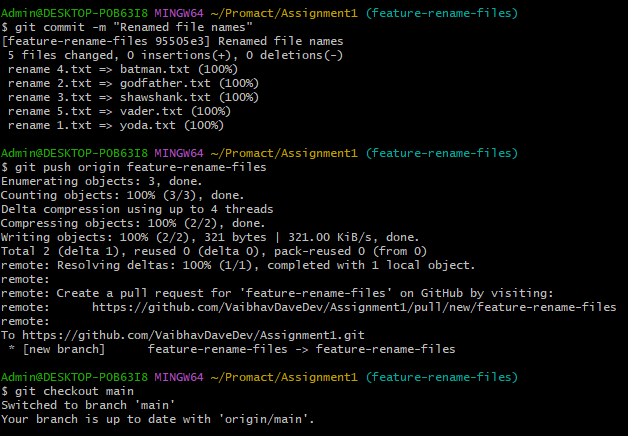 Admin@DESKTOP-POB63I8 MINGW64 ~/Promact/Assignment1 (feature-rename-files)
$ git commit -m "Renamed file names"
[feature-rename-files 95505e3] Renamed file names
 5 files changed, 0 insertions(+), 0 deletions(-)
 rename 4.txt => batman.txt (100%)
 rename 2.txt => godfather.txt (100%)
 rename 3.txt => shawshank.txt (100%)
 rename 5.txt => vader.txt (100%)
 rename 1.txt => yoda.txt (100%)
Admin@DESKTOP-POB63I8 MINGW64 ~/Promact/Assignment1 (feature-rename-files)
$ git push origin feature-rename-files
Enumerating objects: 3, done.
Counting objects: 100% (3/3), done.
Delta compression using up to 4 threads
Compressing objects: 100% (2/2), done.
Writing objects: 100% (2/2), 321 bytes | 321.00 KiB/s, done.
Total 2 (delta 1), reused 0 (delta 0), pack-reused 0 (from 0)
remote: Resolving deltas: 100% (1/1), completed with 1 local object.
remote:
remote: Create a pull request for 'feature-rename-files' on GitHub by visiting:
remote:      https://github.com/VaibhavDaveDev/Assignment1/pull/new/feature-rename-files
remote:
To https://github.com/VaibhavDaveDev/Assignment1.git
 * [new branch]      feature-rename-files -> feature-rename-files
Admin@DESKTOP-POB63I8 MINGW64 ~/Promact/Assignment1 (feature-rename-files)
$ git checkout main
Switched to branch 'main'
Your branch is up to date with 'origin/main'.